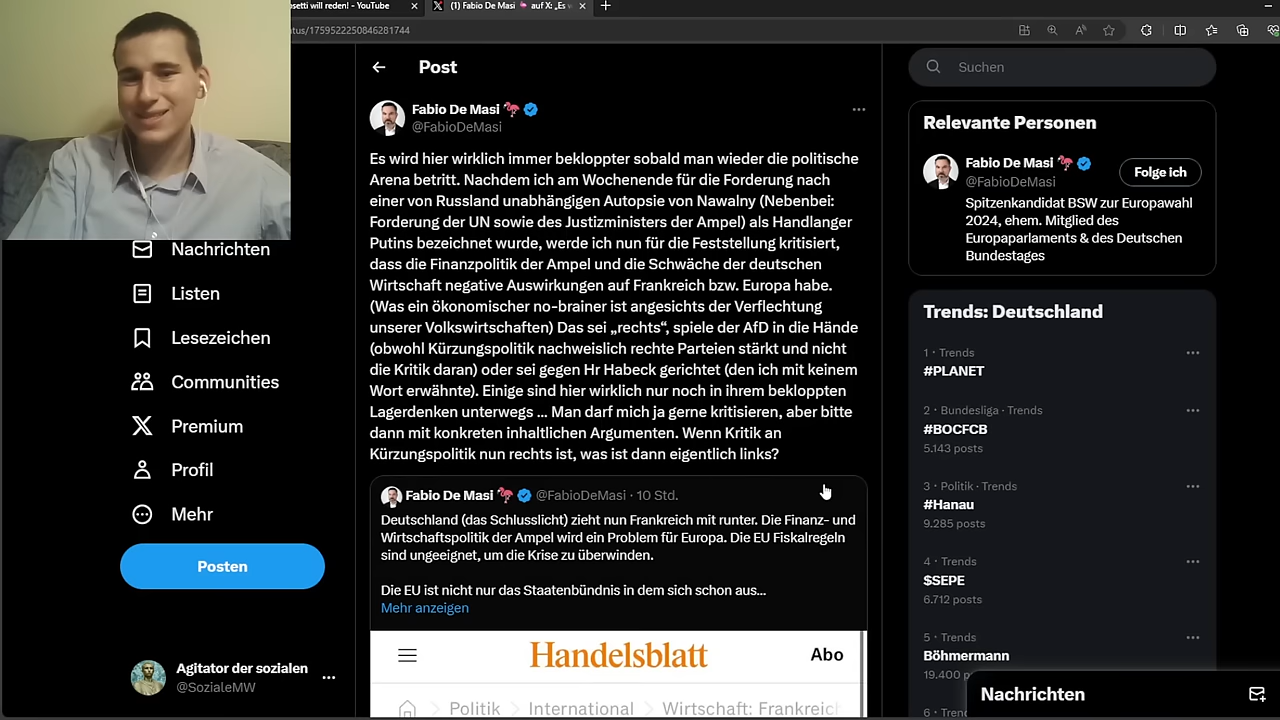 osetti will reden! - YouTube
(1) Fabio De Masi 🦩 auf X: „Es
tus/1759522250846281744
Post
Suchen
Fabio De Masi 🦩
@FabioDeMasi
Es wird hier wirklich immer bekloppter sobald man wieder die politische
Arena betritt. Nachdem ich am Wochenende für die Forderung nach
einer von Russland unabhängigen Autopsie von Nawalny (Nebenbei:
Forderung der UN sowie des Justizministers der Ampel) als Handlanger
Putins bezeichnet wurde, werde ich nun für die Feststellung kritisiert,
dass die Finanzpolitik der Ampel und die Schwäche der deutschen
Wirtschaft negative Auswirkungen auf Frankreich bzw. Europa habe.
(Was ein ökonomischer no-brainer ist angesichts der Verflechtung
unserer Volkswirtschaften) Das sei „rechts“, spiele der AfD in die Hände
(obwohl Kürzungspolitik nachweislich rechte Parteien stärkt und nicht
die Kritik daran) oder sei gegen Hr Habeck gerichtet (den ich mit keinem
Wort erwähnte). Einige sind hier wirklich nur noch in ihrem bekloppten
Lagerdenken unterwegs ... Man darf mich ja gerne kritisieren, aber bitte
dann mit konkreten inhaltlichen Argumenten. Wenn Kritik an
Kürzungspolitik nun rechts ist, was ist dann eigentlich links?
Fabio De Masi 🦩 @FabioDeMasi · 10 Std.
Deutschland (das Schlusslicht) zieht nun Frankreich mit runter. Die Finanz- und
Wirtschaftspolitik der Ampel wird ein Problem für Europa. Die EU Fiskalregeln
sind ungeeignet, um die Krise zu überwinden.
Die EU ist nicht nur das Staatenbündnis in dem sich schon aus...
Mehr anzeigen
Handelsblatt
Abo
Politik
International
Wirtschaft: Frankreic
Nachrichten
Listen
Lesezeichen
Communities
Premium
Profil
Mehr
Posten
Agitator der sozialen
@SozialeMW
Relevante Personen
Fabio De Masi 🦩
@FabioDeMasi
Folge ich
Spitzenkandidat BSW zur Europawahl
2024, ehem. Mitglied des
Europaparlaments & des Deutschen
Bundestages
Trends: Deutschland
1 · Trends
#PLANET
2 · Bundesliga · Trends
#BOCFCB
5.143 posts
3 · Politik · Trends
#Hanau
9.285 posts
4 · Trends
$SEPE
6.712 posts
5 · Trends
Böhmermann
19.400 p
6 · Tren
Nachrichten